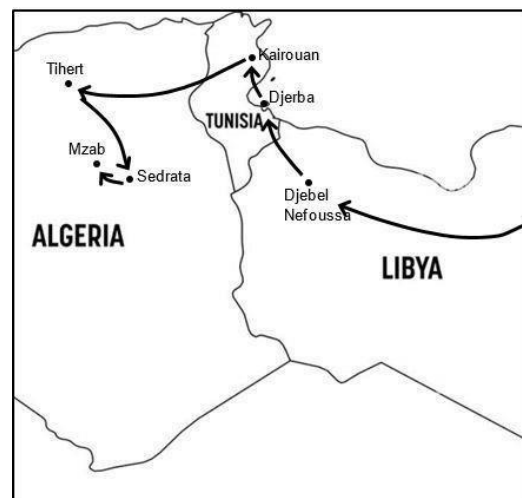 Kairouan
Tihert
Djerba
TUNISIA
Mzab
Sedrata
Djebel
Nefoussa
ALGERIA
LIBYA